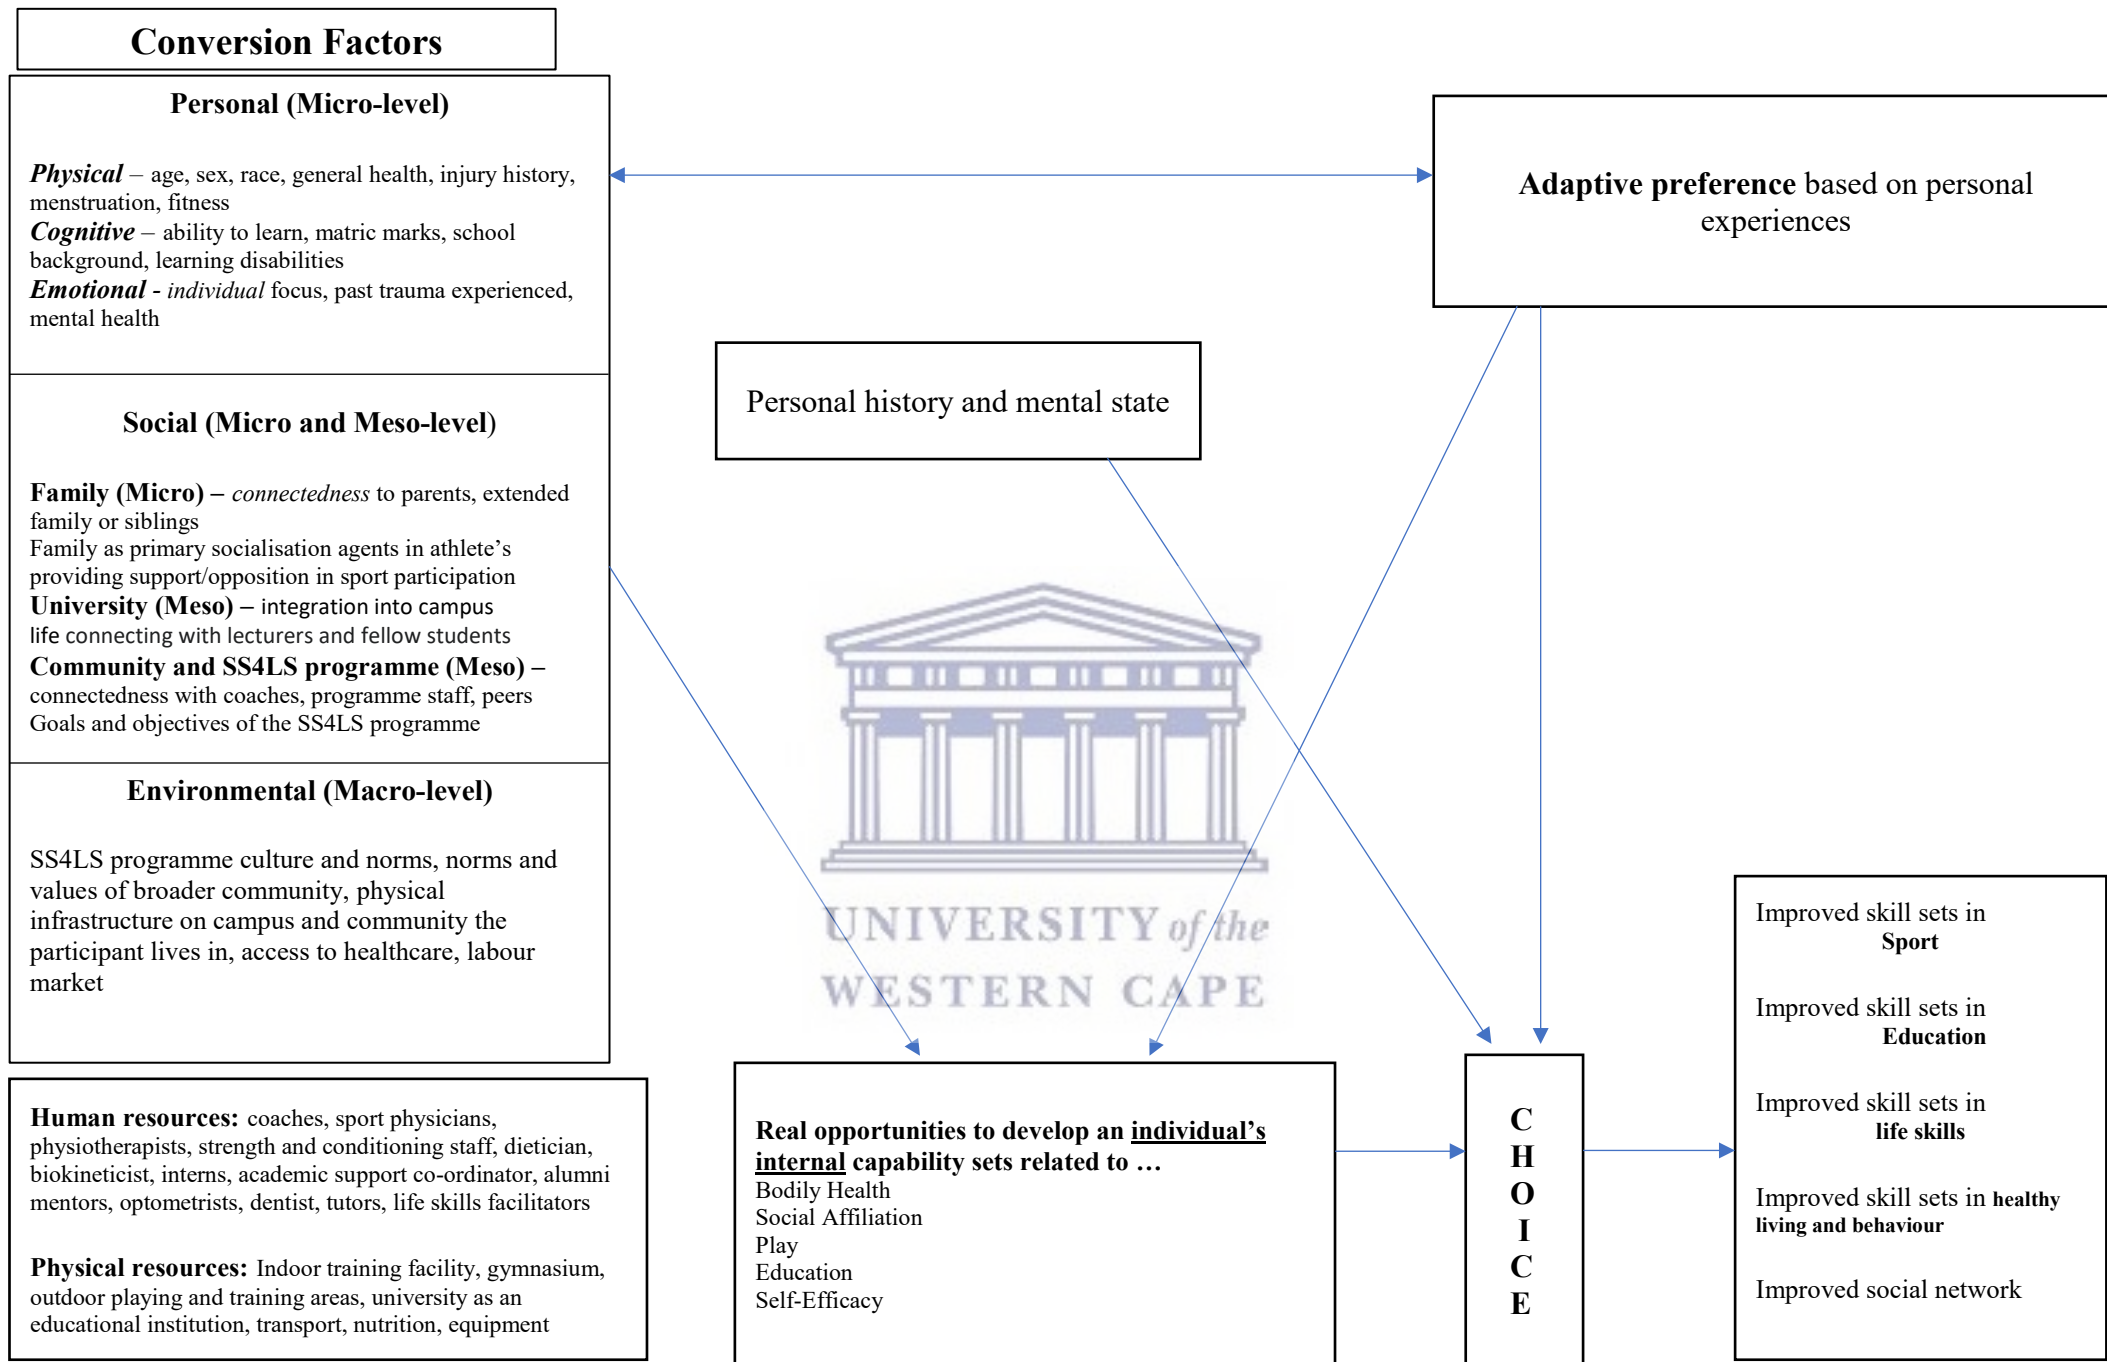 Conversion Factors
Personal (Micro-level)
Physical – age, sex, race, general health, injury history,
menstruation, fitness
Cognitive – ability to learn, matric marks, school
background, learning disabilities
Emotional - individual focus, past trauma experienced,
mental health
Social (Micro and Meso-level)
Family (Micro) – connectedness to parents, extended
family or siblings
Family as primary socialisation agents in athlete's
providing support/opposition in sport participation
University (Meso) – integration into campus
life connecting with lecturers and fellow students
Community and SS4LS programme (Meso) –
connectedness with coaches, programme staff, peers
Goals and objectives of the SS4LS programme
Environmental (Macro-level)
SS4LS programme culture and norms, norms and
values of broader community, physical
infrastructure on campus and community the
participant lives in, access to healthcare, labour
market
Human resources: coaches, sport physicians,
physiotherapists, strength and conditioning staff, dietician,
biokineticist, interns, academic support co-ordinator, alumni
mentors, optometrists, dentist, tutors, life skills facilitators
Physical resources: Indoor training facility, gymnasium,
outdoor playing and training areas, university as an
educational institution, transport, nutrition, equipment
Adaptive preference based on personal
experiences
Personal history and mental state
UNIVERSITY of the
WESTERN CAPE
Real opportunities to develop an individual's
internal capability sets related to …
Bodily Health
Social Affiliation
Play
Education
Self-Efficacy
C
H
O
I
C
E
Improved skill sets in
Sport
Improved skill sets in
Education
Improved skill sets in
life skills
Improved skill sets in healthy
living and behaviour
Improved social network